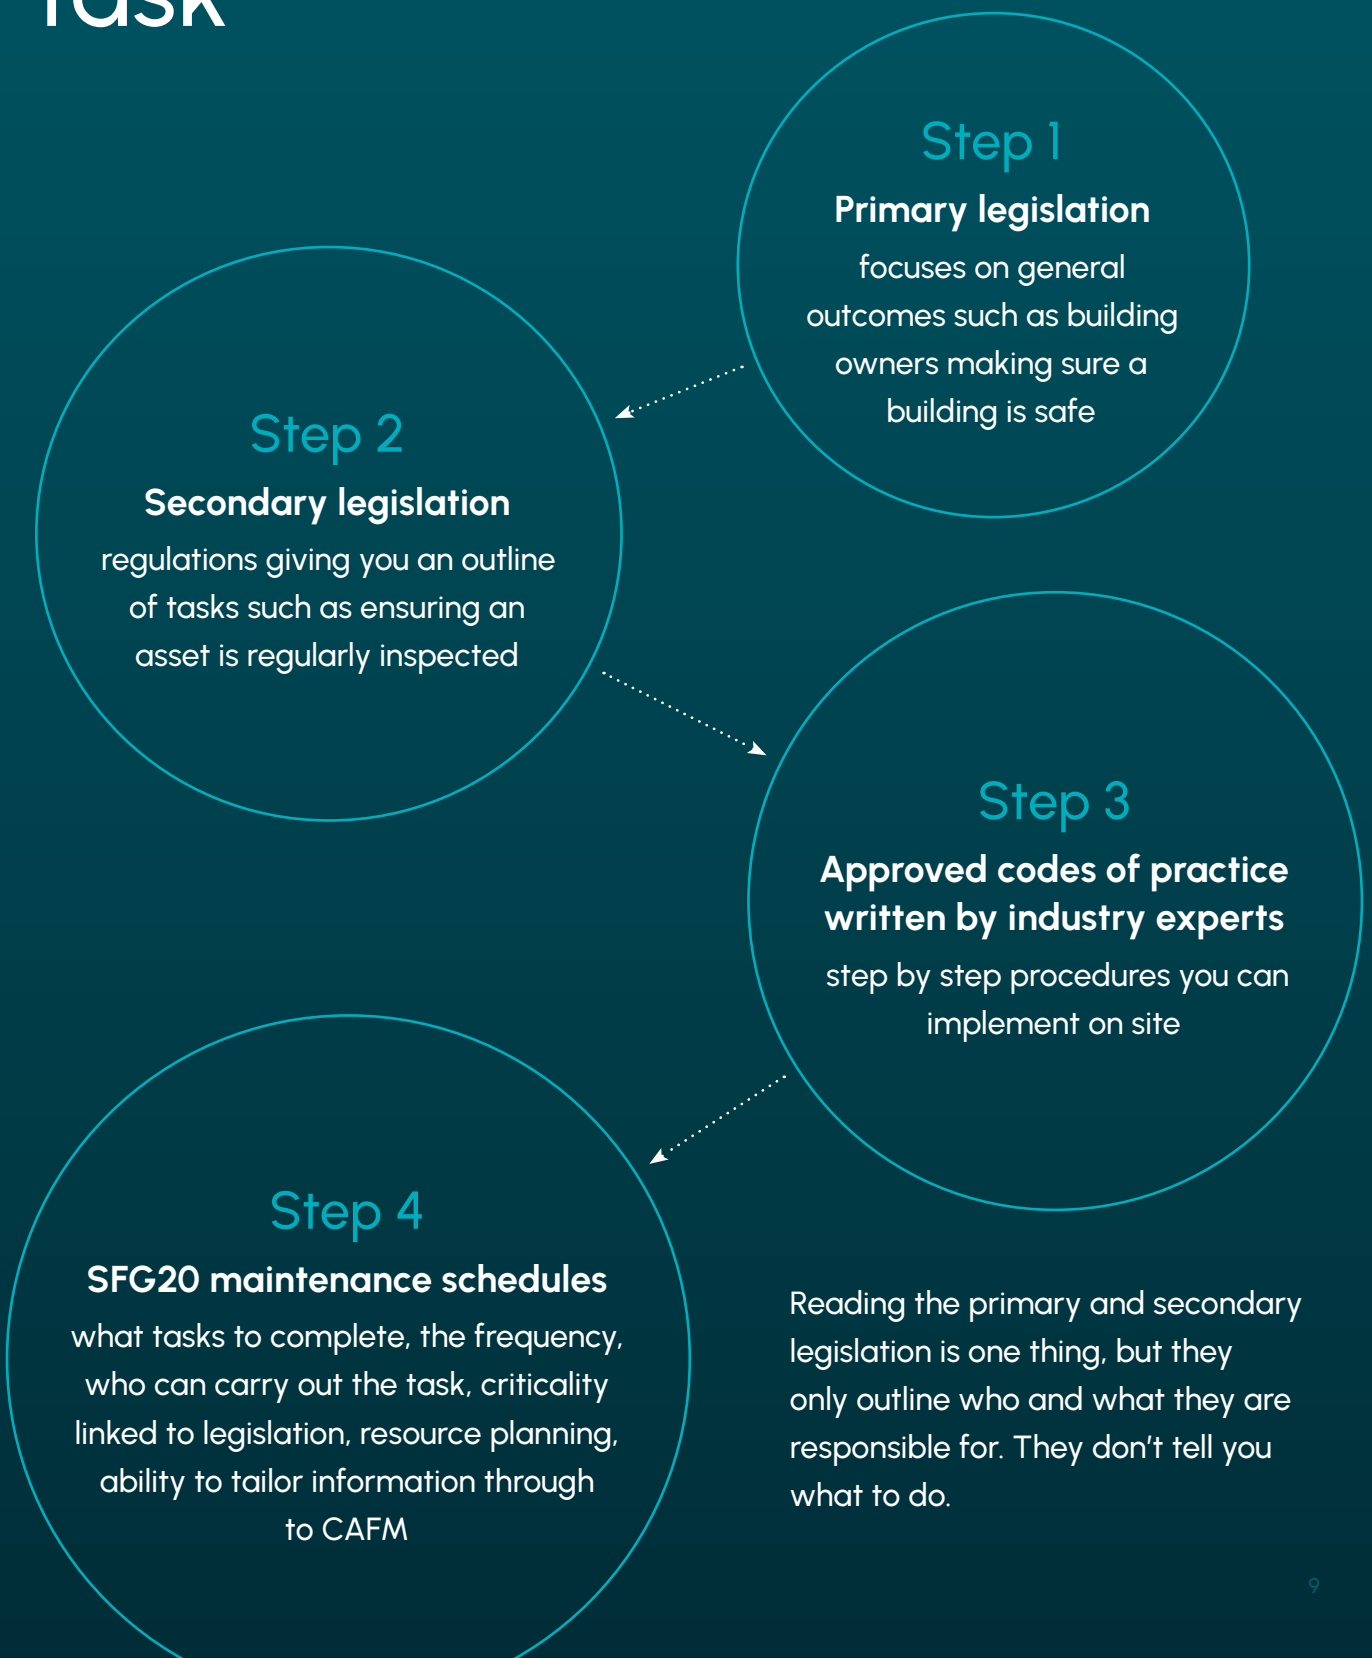 Task
Step 1
Primary legislation
focuses on general
outcomes such as building
owners making sure a
building is safe
Step 2
Secondary legislation
regulations giving you an outline
of tasks such as ensuring an
asset is regularly inspected
Step 3
Approved codes of practice
written by industry experts
step by step procedures you can
implement on site
Step 4
SFG20 maintenance schedules
what tasks to complete, the frequency,
who can carry out the task, criticality
linked to legislation, resource planning,
ability to tailor information through
to CAFM
Reading the primary and secondary
legislation is one thing, but they
only outline who and what they are
responsible for. They don’t tell you
what to do.
9